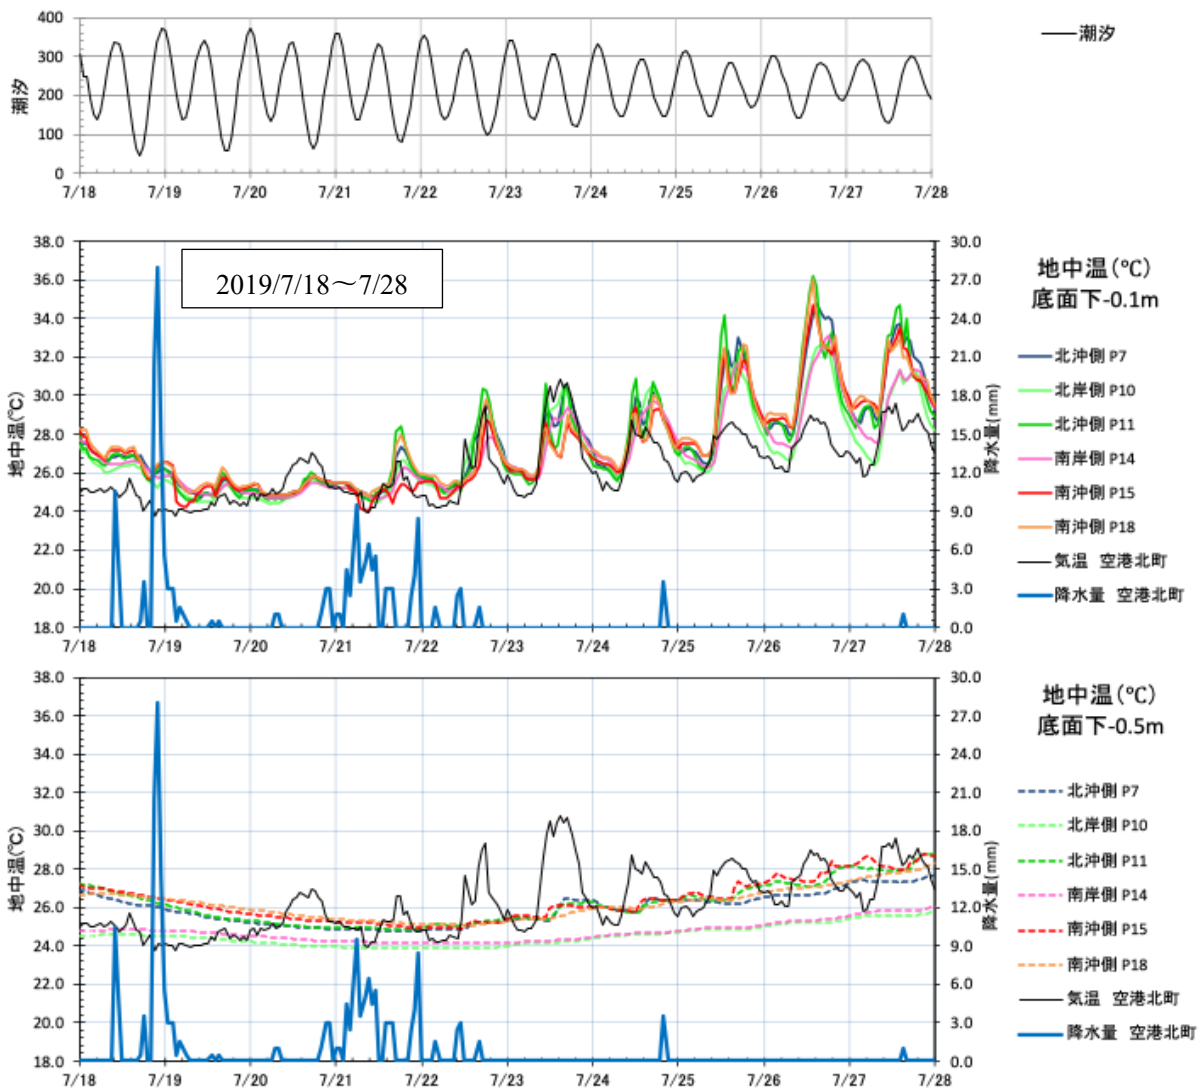 400
300
200
100
0
潮汐
7/18 7/19 7/20 7/21 7/22 7/23 7/24 7/25 7/26 7/27 7/28
潮汐
38.0
36.0
34.0
32.0
30.0
28.0
26.0
24.0
22.0
20.0
18.0
地中温(℃)
2019/7/18～7/28
30.0
27.0
24.0
21.0
18.0
15.0
12.0
9.0
6.0
3.0
0.0
降水量(mm)
7/18 7/19 7/20 7/21 7/22 7/23 7/24 7/25 7/26 7/27 7/28
地中温(℃)
底面下-0.1m
北沖側 P7
北岸側 P10
北沖側 P11
南岸側 P14
南沖側 P15
南沖側 P18
気温 空港北町
降水量 空港北町
38.0
36.0
34.0
32.0
30.0
28.0
26.0
24.0
22.0
20.0
18.0
地中温(℃)
30.0
27.0
24.0
21.0
18.0
15.0
12.0
9.0
6.0
3.0
0.0
降水量(mm)
7/18 7/19 7/20 7/21 7/22 7/23 7/24 7/25 7/26 7/27 7/28
地中温(℃)
底面下-0.5m
北沖側 P7
北岸側 P10
北沖側 P11
南岸側 P14
南沖側 P15
南沖側 P18
気温 空港北町
降水量 空港北町